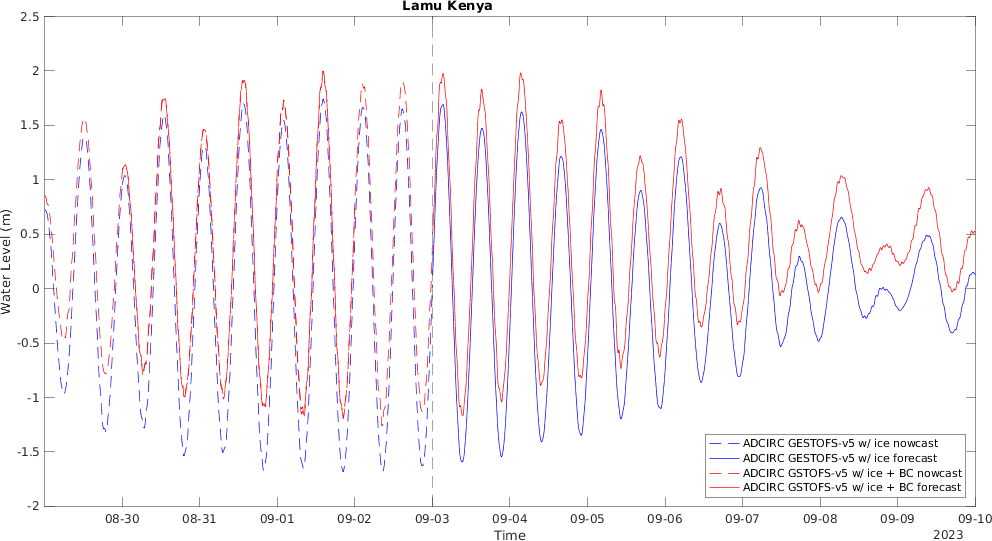 Lamu Kenya
2.5
2
1.5
1
0.5
0
-0.5
-1
-1.5
-2
Water Level (m)
ADCIRC GESTOFS-v5 w/ ice nowcast
ADCIRC GESTOFS-v5 w/ ice forecast
ADCIRC GSTOFS-v5 w/ ice + BC nowcast
ADCIRC GSTOFS-v5 w/ ice + BC forecast
08-30 08-31 09-01 09-02 09-03 09-04 09-05 09-06 09-07 09-08 09-09 09-10
Time 2023